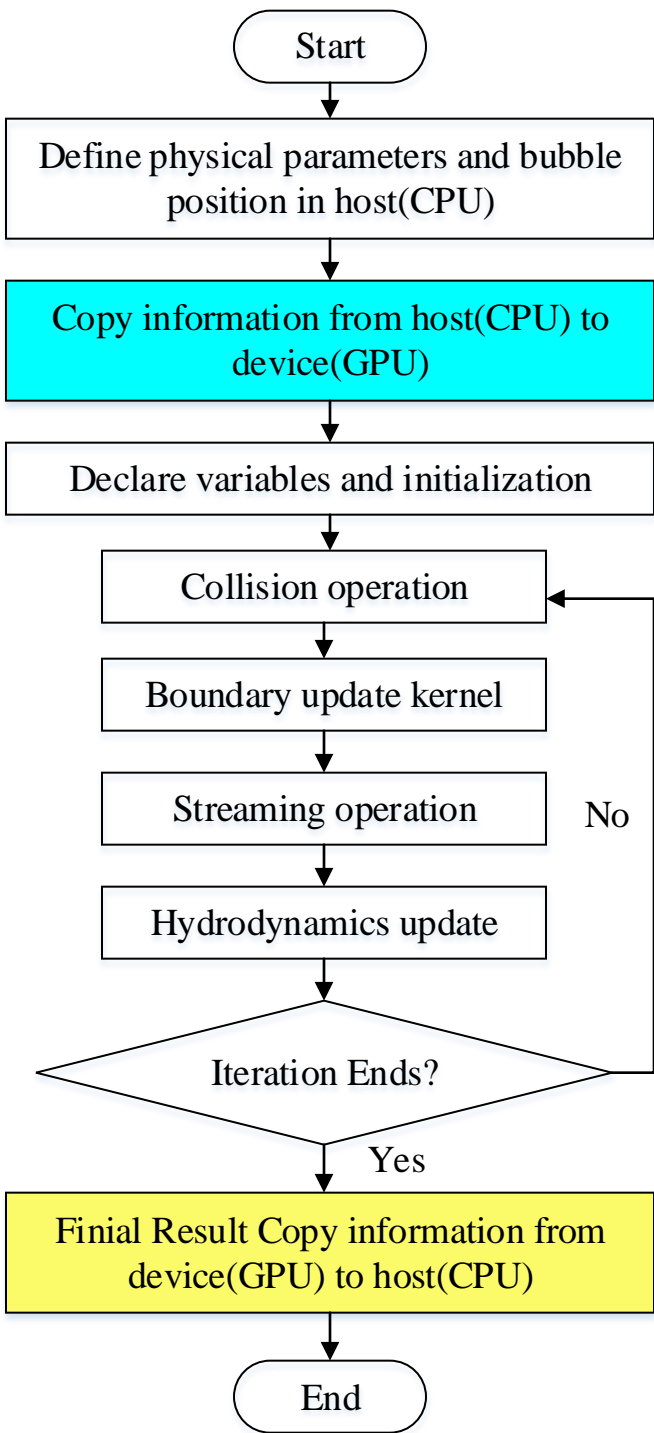 Start
Define physical parameters and bubble
position in host(CPU)
Copy information from host(CPU) to
device(GPU)
Declare variables and initialization
Collision operation
Boundary update kernel
Streaming operation
No
Hydrodynamics update
Iteration Ends?
Yes
Finial Result Copy information from
device(GPU) to host(CPU)
End